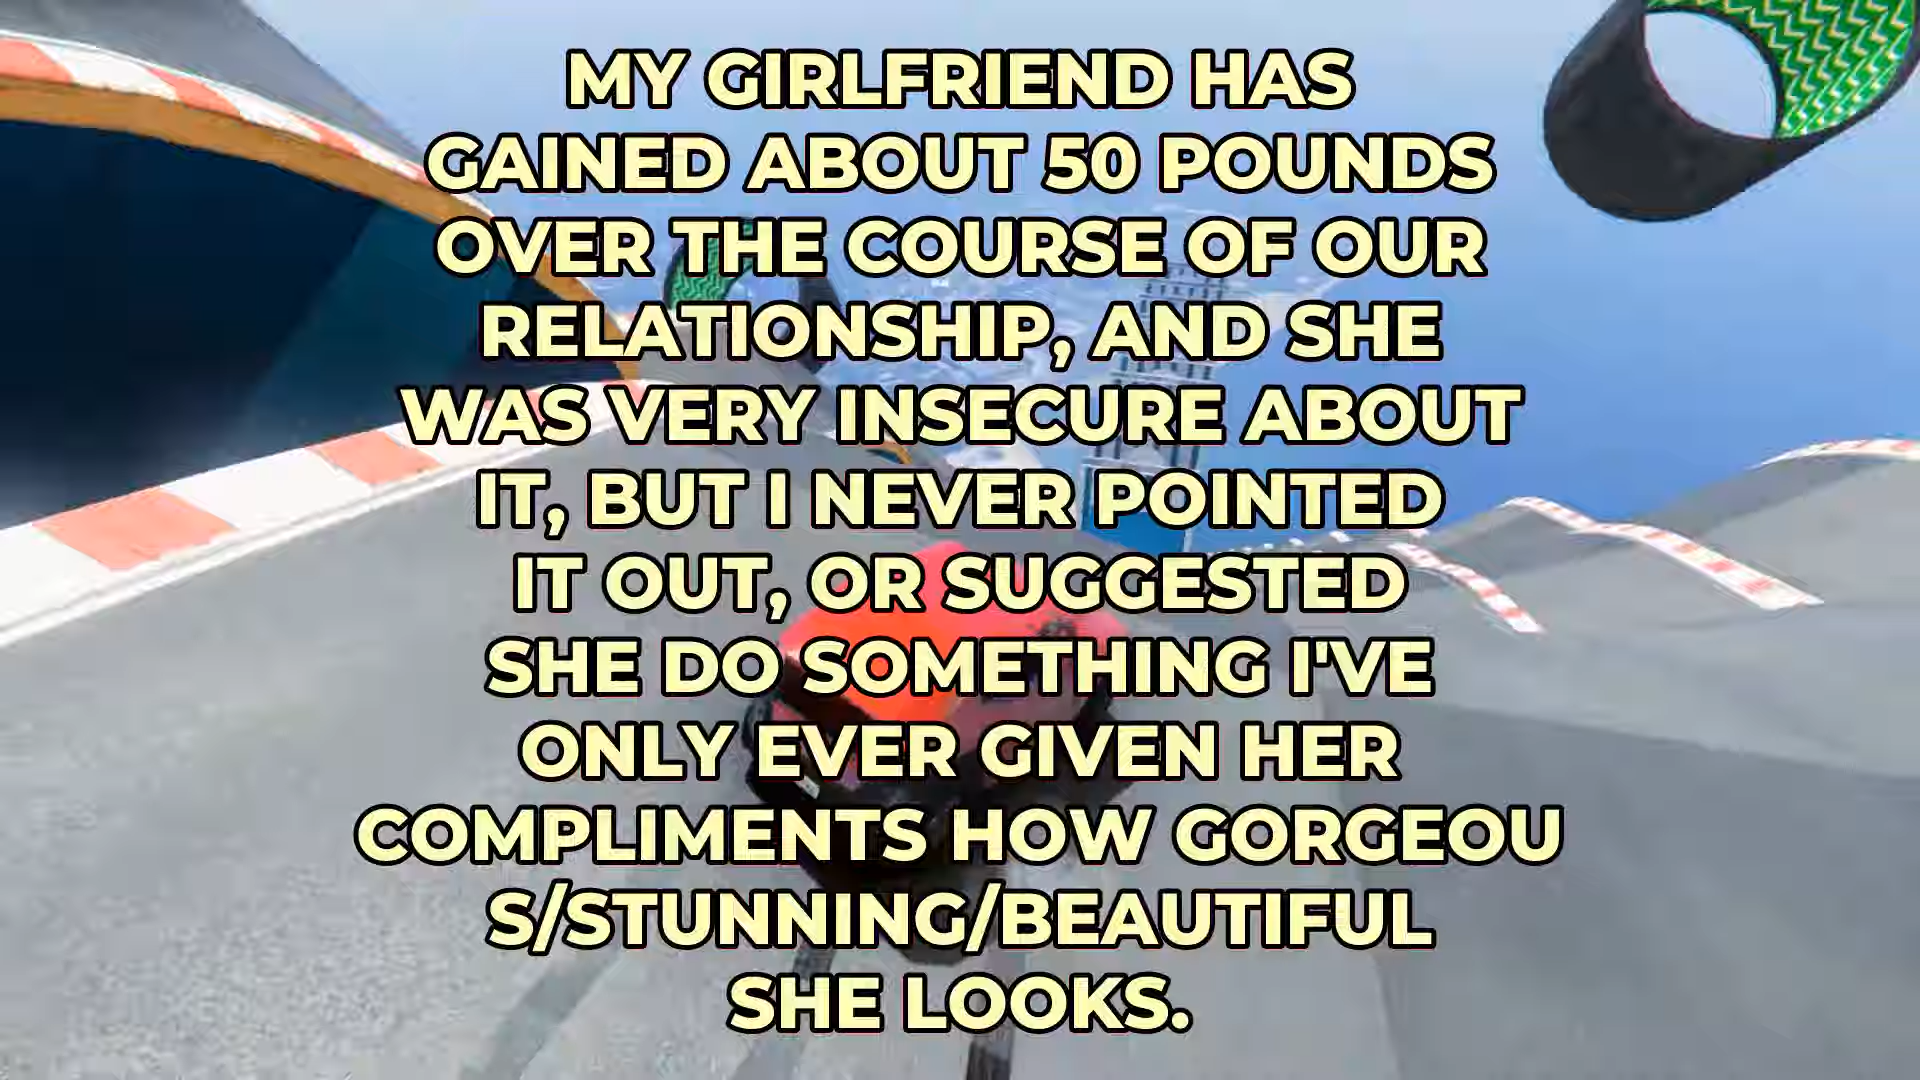 MY GIRLFRIEND HAS
GAINED ABOUT 50 POUNDS
OVER THE COURSE OF OUR
RELATIONSHIP, AND SHE
WAS VERY INSECURE ABOUT
IT, BUT I NEVER POINTED
IT OUT, OR SUGGESTED
SHE DO SOMETHING I'VE
ONLY EVER GIVEN HER
COMPLIMENTS HOW GORGEOU
S/STUNNING/BEAUTIFUL
SHE LOOKS.